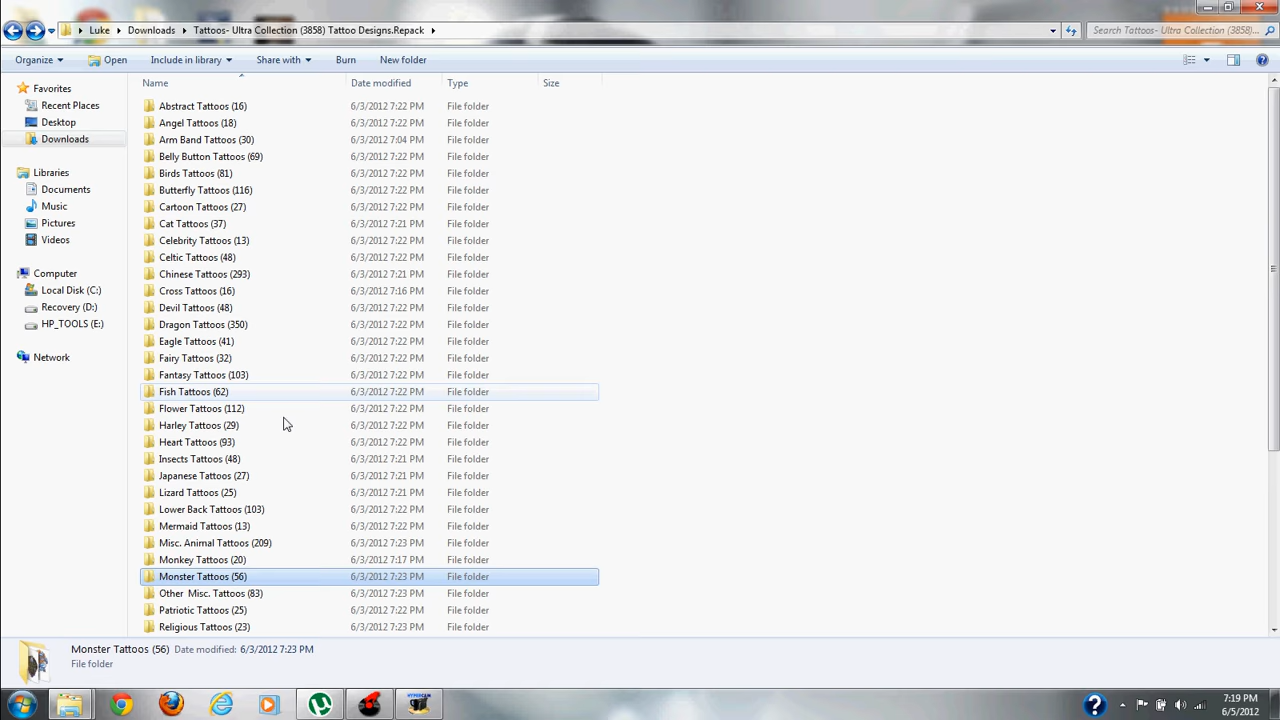 Luke Downloads Tattoos- Ultra Collection (3858) Tattoo Designs.Repack Search Tattoos- Ultra Collection (3858)...
Organize Open Include in library Share with Burn New folder
Name Date modified Type Size
Favorites
Recent Places
Desktop
Downloads
Libraries
Documents
Music
Pictures
Videos
Computer
Local Disk (C:)
Recovery (D:)
HP_TOOLS (E:)
Network
Abstract Tattoos (16) 6/3/2012 7:22 PM File folder
Angel Tattoos (18) 6/3/2012 7:22 PM File folder
Arm Band Tattoos (30) 6/3/2012 7:04 PM File folder
Belly Button Tattoos (69) 6/3/2012 7:22 PM File folder
Birds Tattoos (81) 6/3/2012 7:22 PM File folder
Butterfly Tattoos (116) 6/3/2012 7:22 PM File folder
Cartoon Tattoos (27) 6/3/2012 7:22 PM File folder
Cat Tattoos (37) 6/3/2012 7:21 PM File folder
Celebrity Tattoos (13) 6/3/2012 7:22 PM File folder
Celtic Tattoos (48) 6/3/2012 7:22 PM File folder
Chinese Tattoos (293) 6/3/2012 7:21 PM File folder
Cross Tattoos (16) 6/3/2012 7:16 PM File folder
Devil Tattoos (48) 6/3/2012 7:22 PM File folder
Dragon Tattoos (350) 6/3/2012 7:22 PM File folder
Eagle Tattoos (41) 6/3/2012 7:22 PM File folder
Fairy Tattoos (32) 6/3/2012 7:22 PM File folder
Fantasy Tattoos (103) 6/3/2012 7:22 PM File folder
Fish Tattoos (62) 6/3/2012 7:22 PM File folder
Flower Tattoos (112) 6/3/2012 7:22 PM File folder
Harley Tattoos (29) 6/3/2012 7:22 PM File folder
Heart Tattoos (93) 6/3/2012 7:22 PM File folder
Insects Tattoos (48) 6/3/2012 7:21 PM File folder
Japanese Tattoos (27) 6/3/2012 7:21 PM File folder
Lizard Tattoos (25) 6/3/2012 7:21 PM File folder
Lower Back Tattoos (103) 6/3/2012 7:22 PM File folder
Mermaid Tattoos (13) 6/3/2012 7:22 PM File folder
Misc. Animal Tattoos (209) 6/3/2012 7:23 PM File folder
Monkey Tattoos (20) 6/3/2012 7:17 PM File folder
Monster Tattoos (56) 6/3/2012 7:23 PM File folder
Other  Misc. Tattoos (83) 6/3/2012 7:23 PM File folder
Patriotic Tattoos (25) 6/3/2012 7:23 PM File folder
Religious Tattoos (23) 6/3/2012 7:23 PM File folder
Monster Tattoos (56) Date modified: 6/3/2012 7:23 PM
File folder
HYPERCAM
7:19 PM
6/5/2012